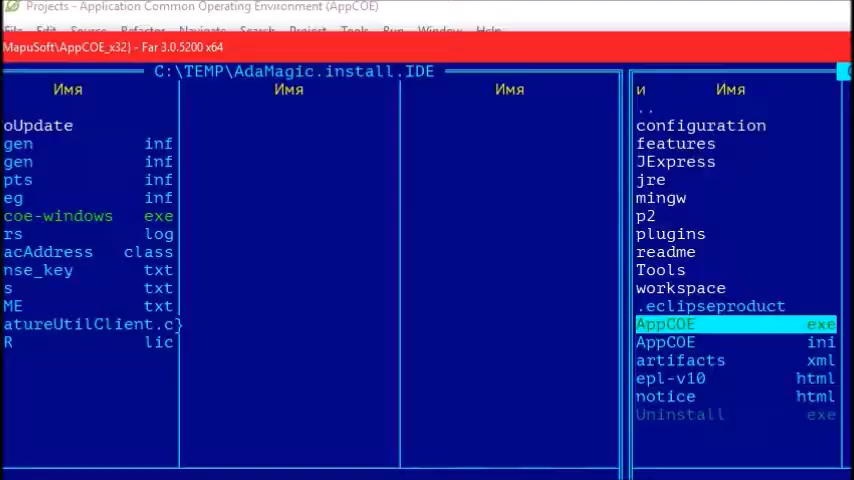 Projects - Application Common Operating Environment (AppCOE)
File Edit Source Refactor Navigate Search Project Tools Run Window Help
MapuSoft\AppCOE_x32} - Far 3.0.5200 x64
C:\TEMP\AdaMagic.install.IDE
Имя Имя Имя
oUpdate
gen inf
gen inf
pts inf
eg inf
coe-windows exe
rs log
acAddress class
nse_key txt
s txt
ME txt
atureUtilClient.c}
R lic
и Имя
..
configuration
features
JExpress
jre
mingw
p2
plugins
readme
Tools
workspace
.eclipseproduct
AppCOE exe
AppCOE ini
artifacts xml
epl-v10 html
notice html
Uninstall exe